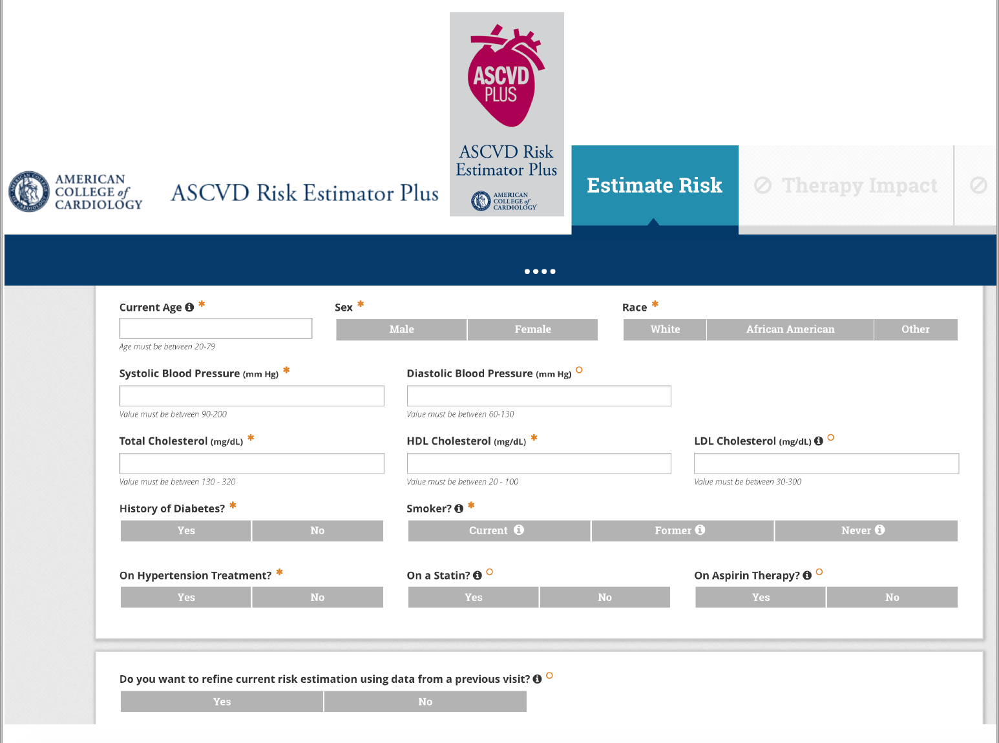 ASCVD
PLUS
ASCVD Risk
Estimator Plus
AMERICAN
COLLEGE of
CARDIOLOGY
AMERICAN
COLLEGE of
CARDIOLOGY
ASCVD Risk Estimator Plus
Estimate Risk
Therapy Impact
Current Age * Sex * Race *
Male Female White African American Other
Age must be between 20-79
Systolic Blood Pressure (mm Hg) * Diastolic Blood Pressure (mm Hg)
Value must be between 90-200 Value must be between 60-130
Total Cholesterol (mg/dL) * HDL Cholesterol (mg/dL) * LDL Cholesterol (mg/dL)
Value must be between 130 - 320 Value must be between 20 - 100 Value must be between 30-300
History of Diabetes? * Smoker? *
Yes No Current Former Never
On Hypertension Treatment? * On a Statin? On Aspirin Therapy?
Yes No Yes No Yes No
Do you want to refine current risk estimation using data from a previous visit?
Yes No